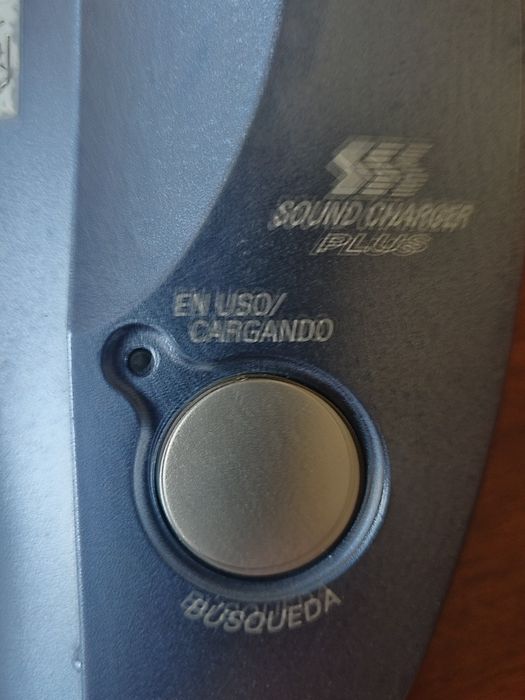 SOUND CHARGER
PLUS
EN USO/
CARGANDO
BÚSQUEDA